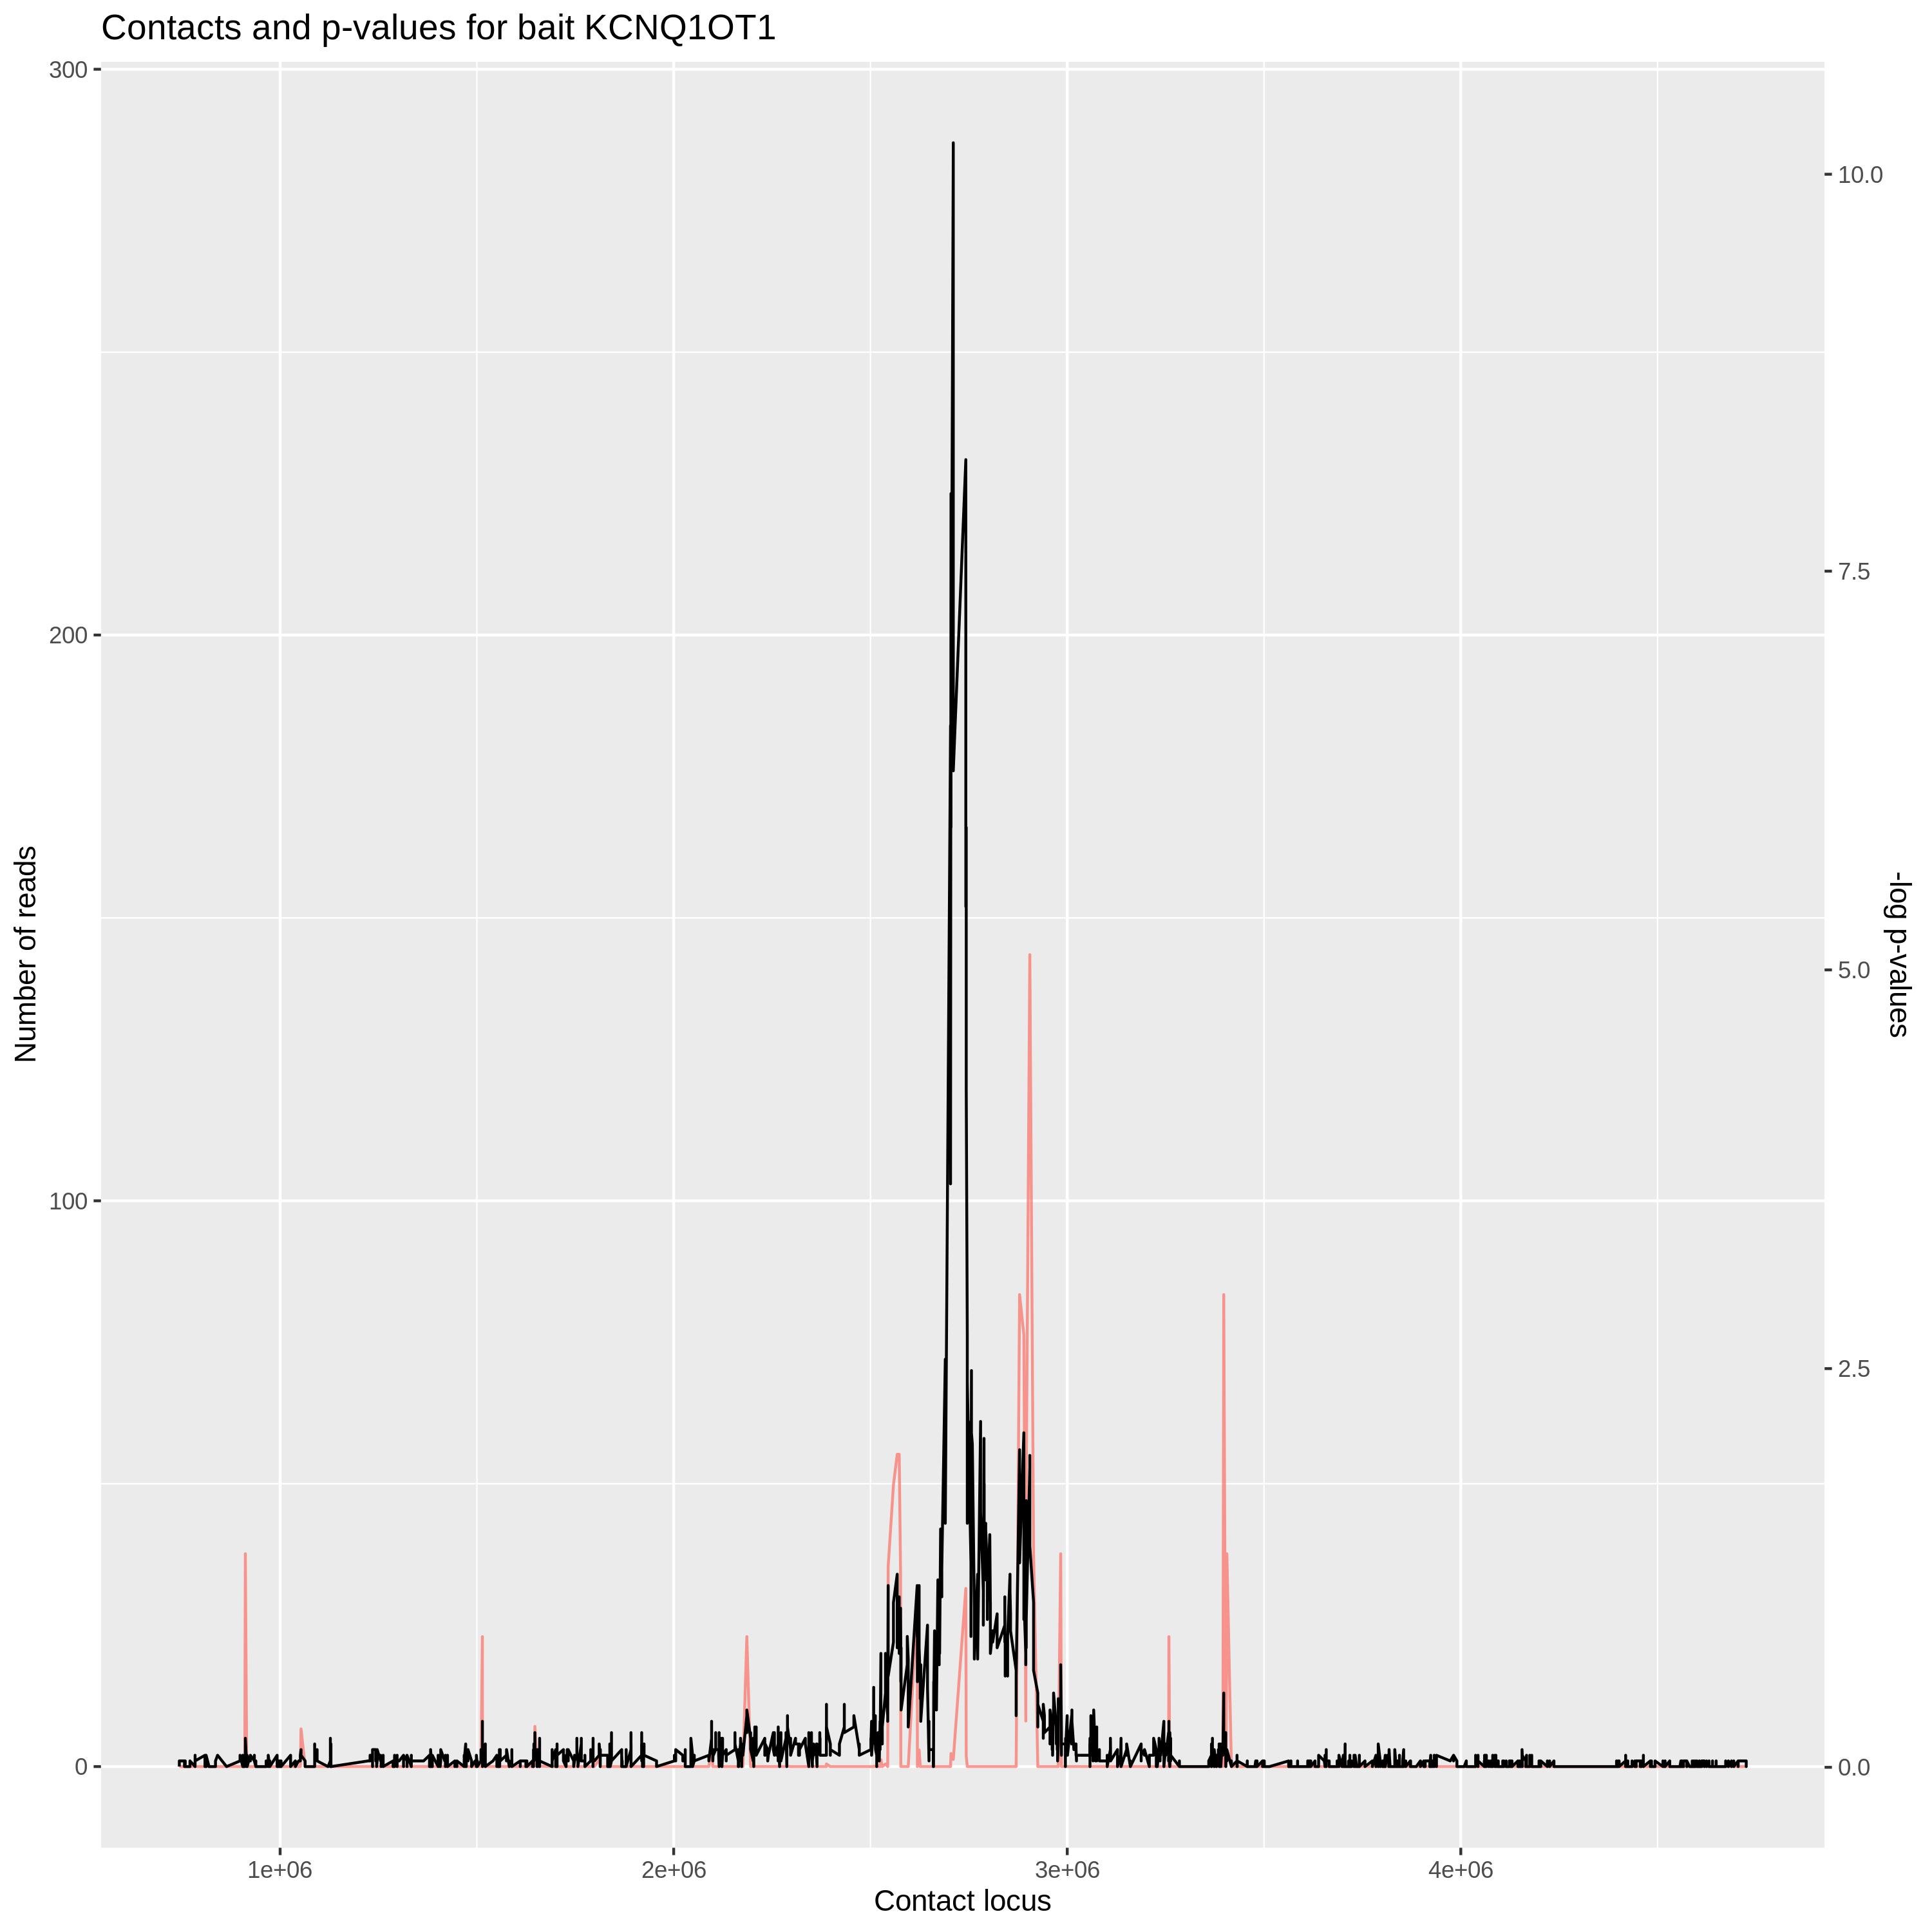 Contacts and p-values for bait KCNQ1OT1
300
200
100
0
Number of reads
10.0
7.5
5.0
2.5
0.0
-log p-values
1e+06
2e+06
3e+06
4e+06
Contact locus